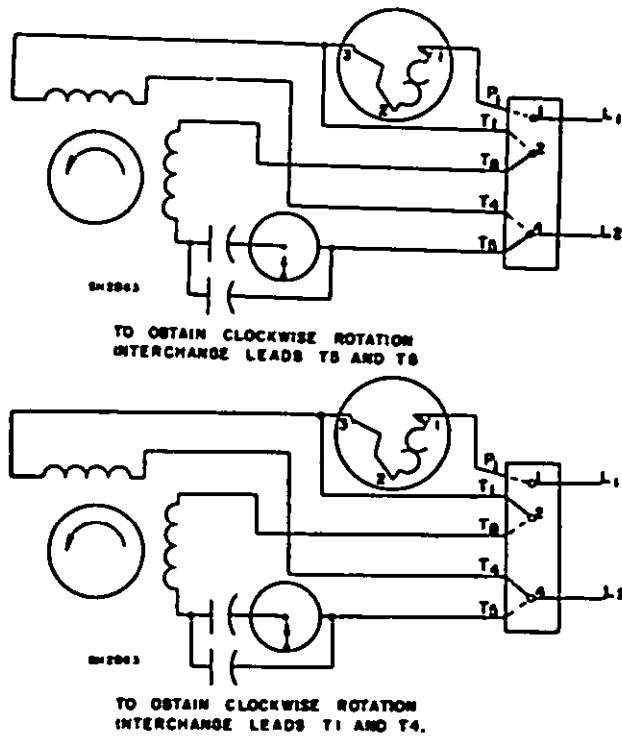 3
1
2
P1
T1
T8
T4
T5
1
2
4
L1
L2
TO OBTAIN CLOCKWISE ROTATION
INTERCHANGE LEADS T5 AND T8
3
1
2
P1
T1
T8
T4
T5
1
2
4
L1
L2
TO OBTAIN CLOCKWISE ROTATION
INTERCHANGE LEADS T1 AND T4.